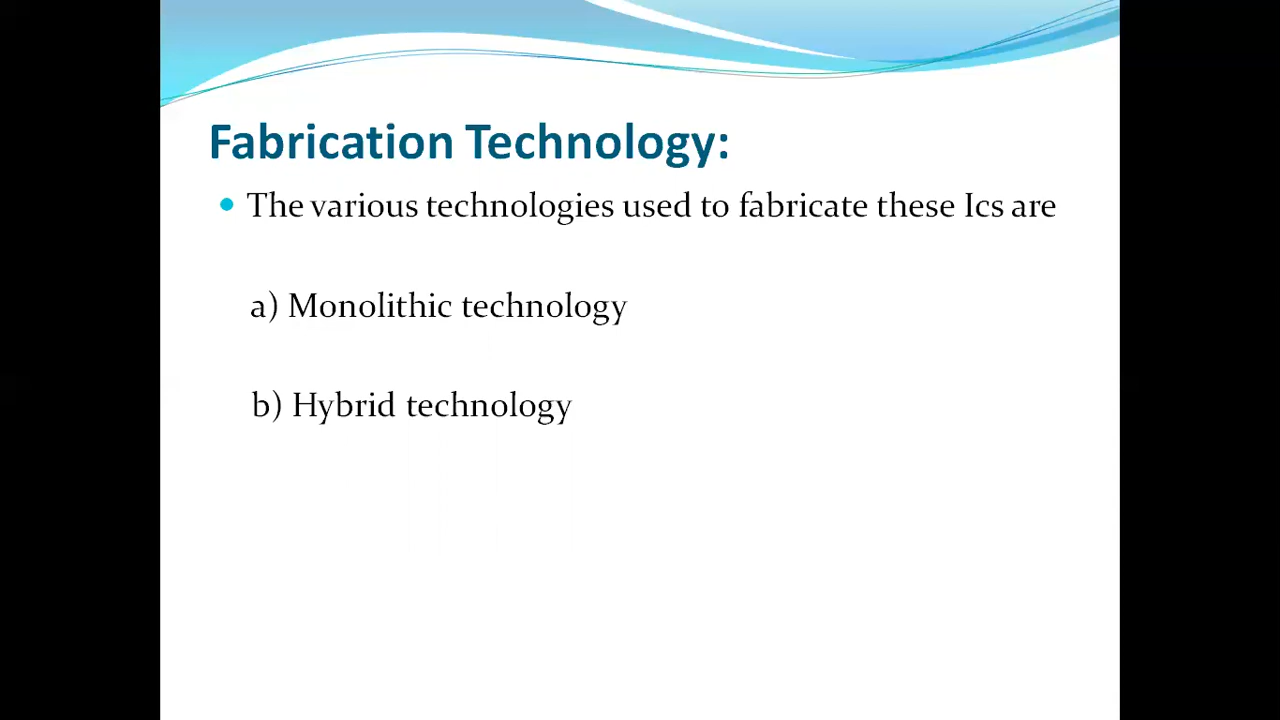 Fabrication Technology:
The various technologies used to fabricate these Ics are
a) Monolithic technology
b) Hybrid technology